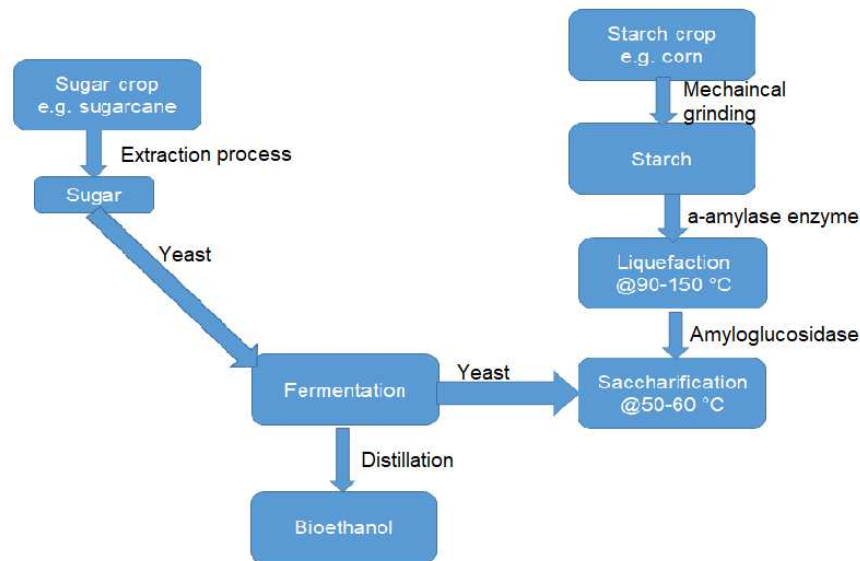 Starch crop
e.g. corn
Sugar crop
e.g. sugarcane
Mechaincal
grinding
Extraction process
Starch
Sugar
a-amylase enzyme
Yeast
Liquefaction
@90-150 °C
Amyloglucosidase
Fermentation
Yeast
Saccharification
@50-60 °C
Distillation
Bioethanol